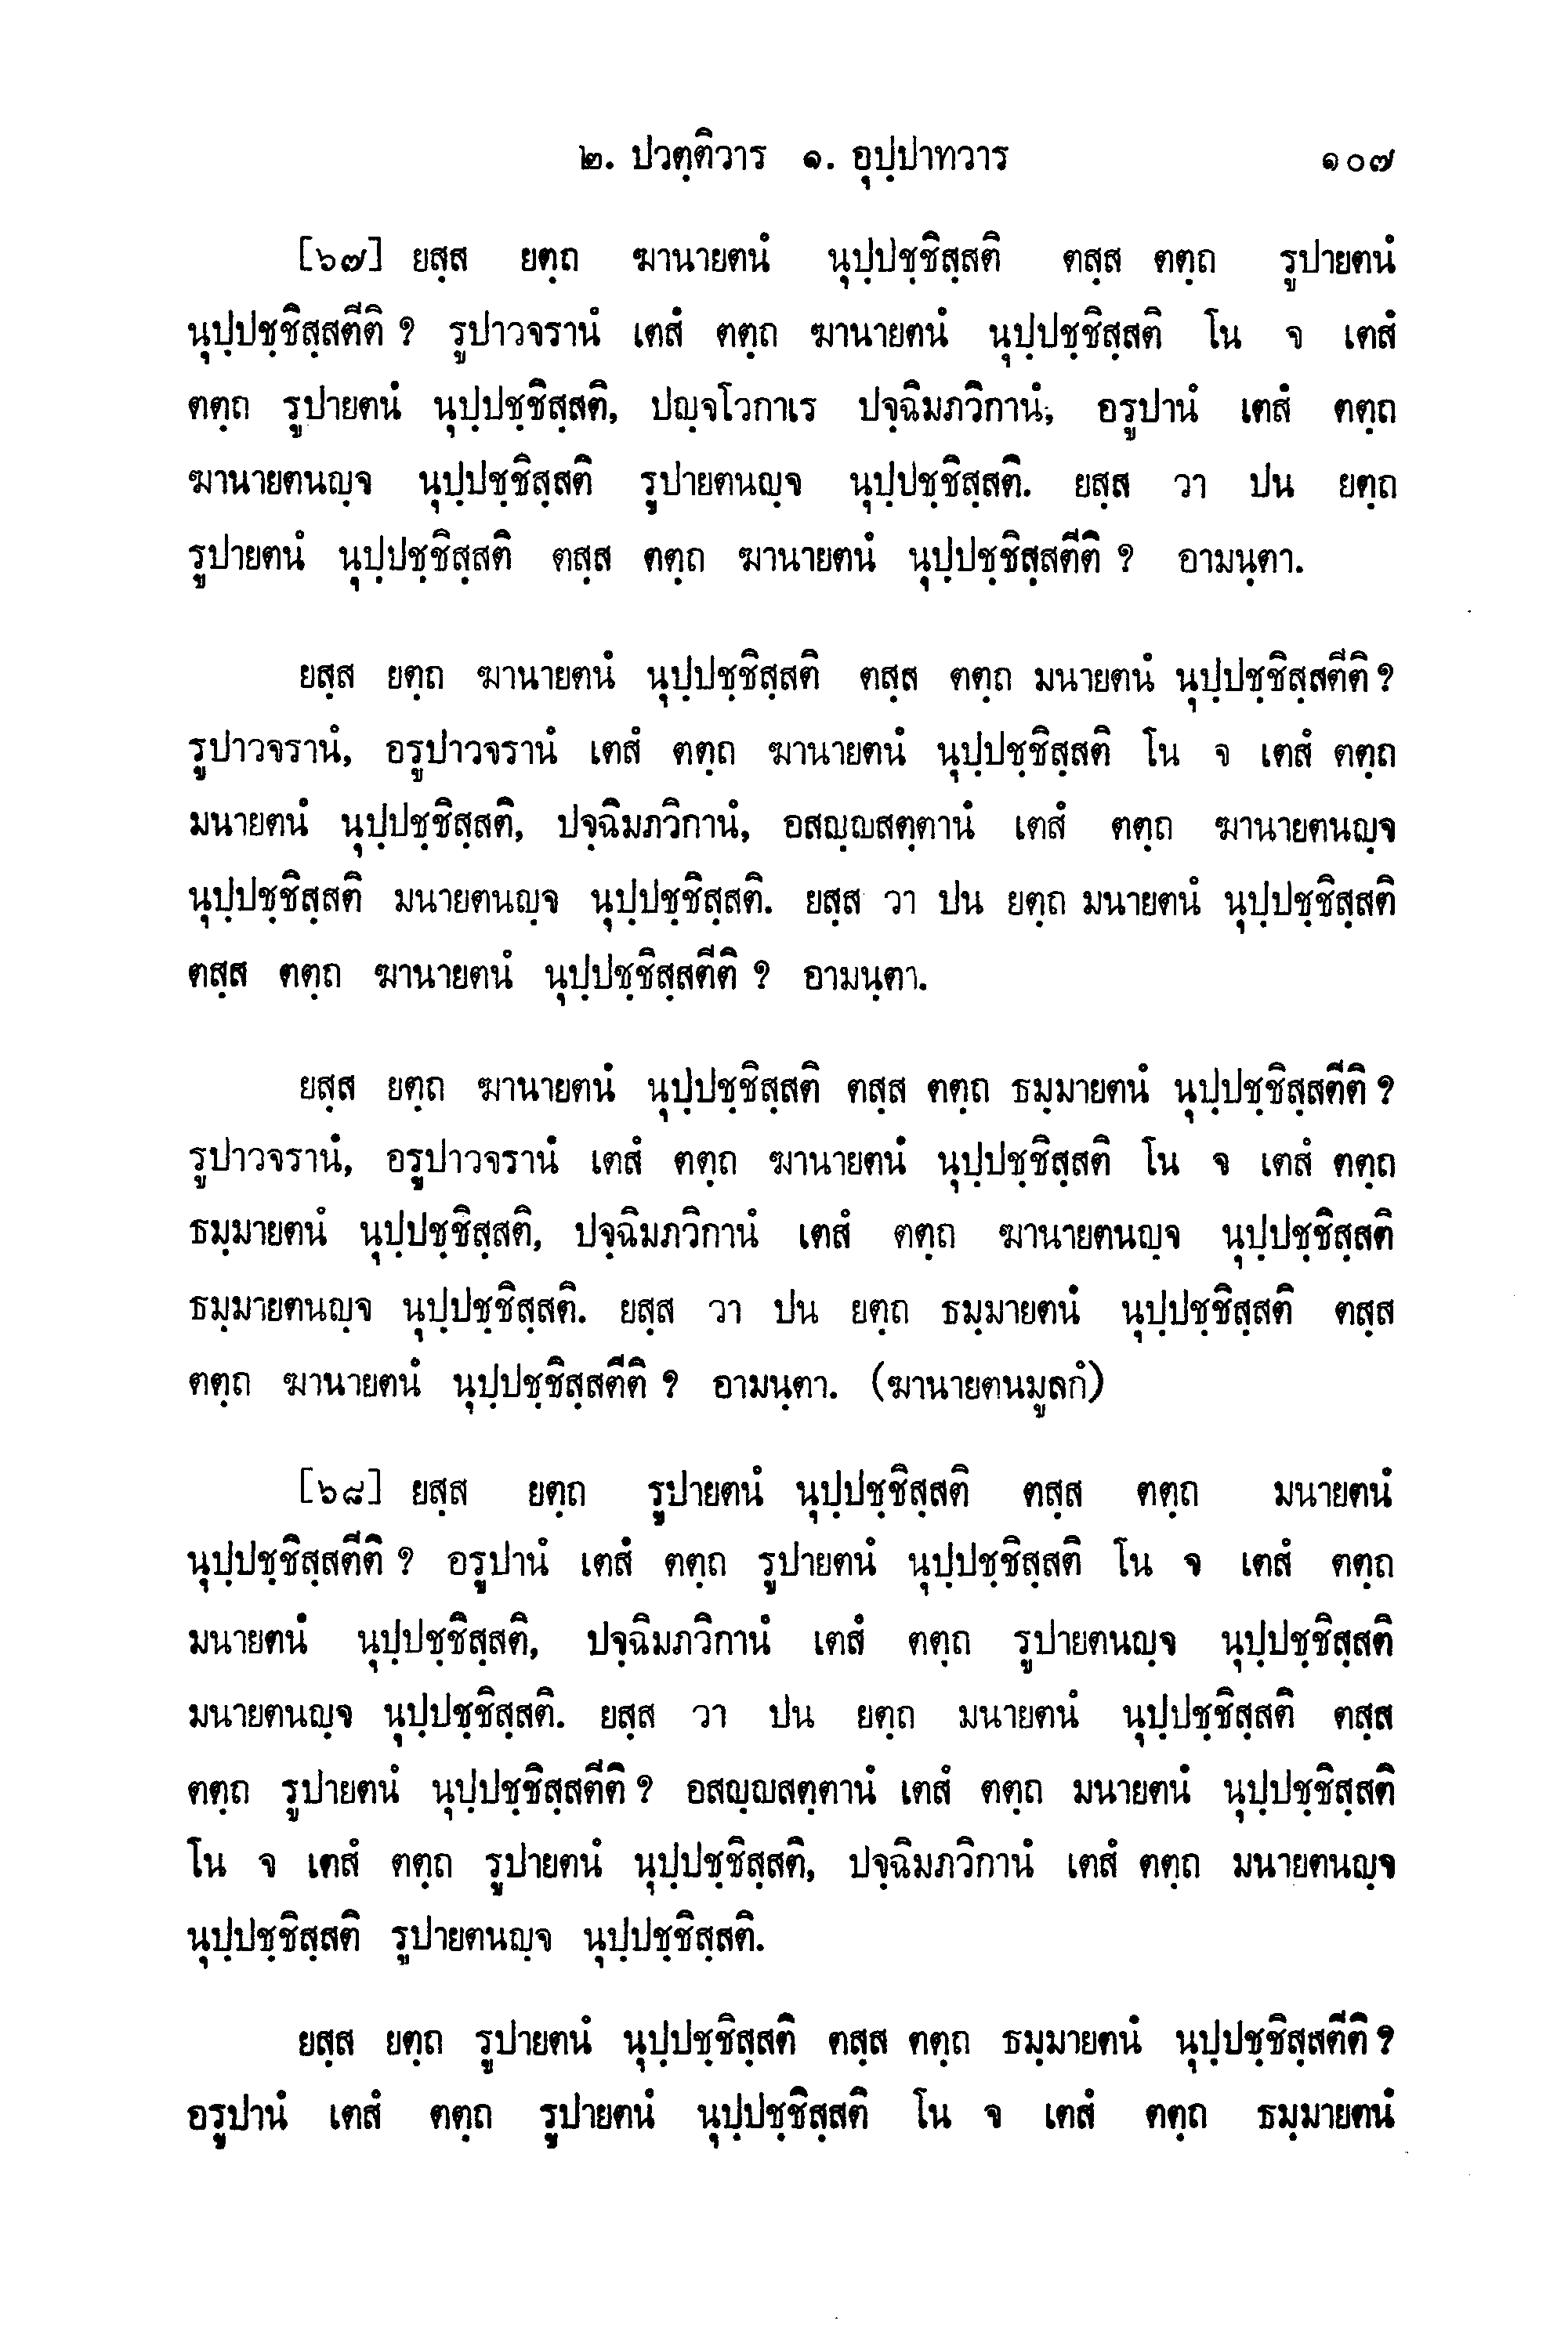 ๒. ปวตฺติวาร ๑. อุปฺปาทวาร ๑๐๗
[๖๗] ยสฺส ยตฺถ ฆานายตนํ นุปฺปชฺชิสฺสติ ตสฺส ตตฺถ รูปายตนํ
นุปฺปชฺชิสฺสตีติ ? รูปาวจรานํ เตสํ ตตฺถ ฆานายตนํ นุปฺปชฺชิสฺสติ โน จ เตสํ
ตตฺถ รูปายตนํ นุปฺปชฺชิสฺสติ, ปญฺจโวกาเร ปจฺฉิมภวิกานํ, อรูปานํ เตสํ ตตฺถ
ฆานายตนญฺจ นุปฺปชฺชิสฺสติ รูปายตนญฺจ นุปฺปชฺชิสฺสติ. ยสฺส วา ปน ยตฺถ
รูปายตนํ นุปฺปชฺชิสฺสติ ตสฺส ตตฺถ ฆานายตนํ นุปฺปชฺชิสฺสตีติ ? อามนฺตา.
ยสฺส ยตฺถ ฆานายตนํ นุปฺปชฺชิสฺสติ ตสฺส ตตฺถ มนายตนํ นุปฺปชฺชิสฺสตีติ ?
รูปาวจรานํ, อรูปาวจรานํ เตสํ ตตฺถ ฆานายตนํ นุปฺปชฺชิสฺสติ โน จ เตสํ ตตฺถ
มนายตนํ นุปฺปชฺชิสฺสติ, ปจฺฉิมภวิกานํ, อสญฺญสตฺตานํ เตสํ ตตฺถ ฆานายตนญฺจ
นุปฺปชฺชิสฺสติ มนายตนญฺจ นุปฺปชฺชิสฺสติ. ยสฺส วา ปน ยตฺถ มนายตนํ นุปฺปชฺชิสฺสติ
ตสฺส ตตฺถ ฆานายตนํ นุปฺปชฺชิสฺสตีติ ? อามนฺตา.
ยสฺส ยตฺถ ฆานายตนํ นุปฺปชฺชิสฺสติ ตสฺส ตตฺถ ธมฺมายตนํ นุปฺปชฺชิสฺสตีติ ?
รูปาวจรานํ, อรูปาวจรานํ เตสํ ตตฺถ ฆานายตนํ นุปฺปชฺชิสฺสติ โน จ เตสํ ตตฺถ
ธมฺมายตนํ นุปฺปชฺชิสฺสติ, ปจฺฉิมภวิกานํ เตสํ ตตฺถ ฆานายตนญฺจ นุปฺปชฺชิสฺสติ
ธมฺมายตนญฺจ นุปฺปชฺชิสฺสติ. ยสฺส วา ปน ยตฺถ ธมฺมายตนํ นุปฺปชฺชิสฺสติ ตสฺส
ตตฺถ ฆานายตนํ นุปฺปชฺชิสฺสตีติ ? อามนฺตา. (ฆานายตนมูลกํ)
[๖๘] ยสฺส ยตฺถ รูปายตนํ นุปฺปชฺชิสฺสติ ตสฺส ตตฺถ มนายตนํ
นุปฺปชฺชิสฺสตีติ ? อรูปานํ เตสํ ตตฺถ รูปายตนํ นุปฺปชฺชิสฺสติ โน จ เตสํ ตตฺถ
มนายตนํ นุปฺปชฺชิสฺสติ, ปจฺฉิมภวิกานํ เตสํ ตตฺถ รูปายตนญฺจ นุปฺปชฺชิสฺสติ
มนายตนญฺจ นุปฺปชฺชิสฺสติ. ยสฺส วา ปน ยตฺถ มนายตนํ นุปฺปชฺชิสฺสติ ตสฺส
ตตฺถ รูปายตนํ นุปฺปชฺชิสฺสตีติ ? อสญฺญสตฺตานํ เตสํ ตตฺถ มนายตนํ นุปฺปชฺชิสฺสติ
โน จ เตสํ ตตฺถ รูปายตนํ นุปฺปชฺชิสฺสติ, ปจฺฉิมภวิกานํ เตสํ ตตฺถ มนายตนญฺจ
นุปฺปชฺชิสฺสติ รูปายตนญฺจ นุปฺปชฺชิสฺสติ.
ยสฺส ยตฺถ รูปายตนํ นุปฺปชฺชิสฺสติ ตสฺส ตตฺถ ธมฺมายตนํ นุปฺปชฺชิสฺสตีติ ?
อรูปานํ เตสํ ตตฺถ รูปายตนํ นุปฺปชฺชิสฺสติ โน จ เตสํ ตตฺถ ธมฺมายตนํ